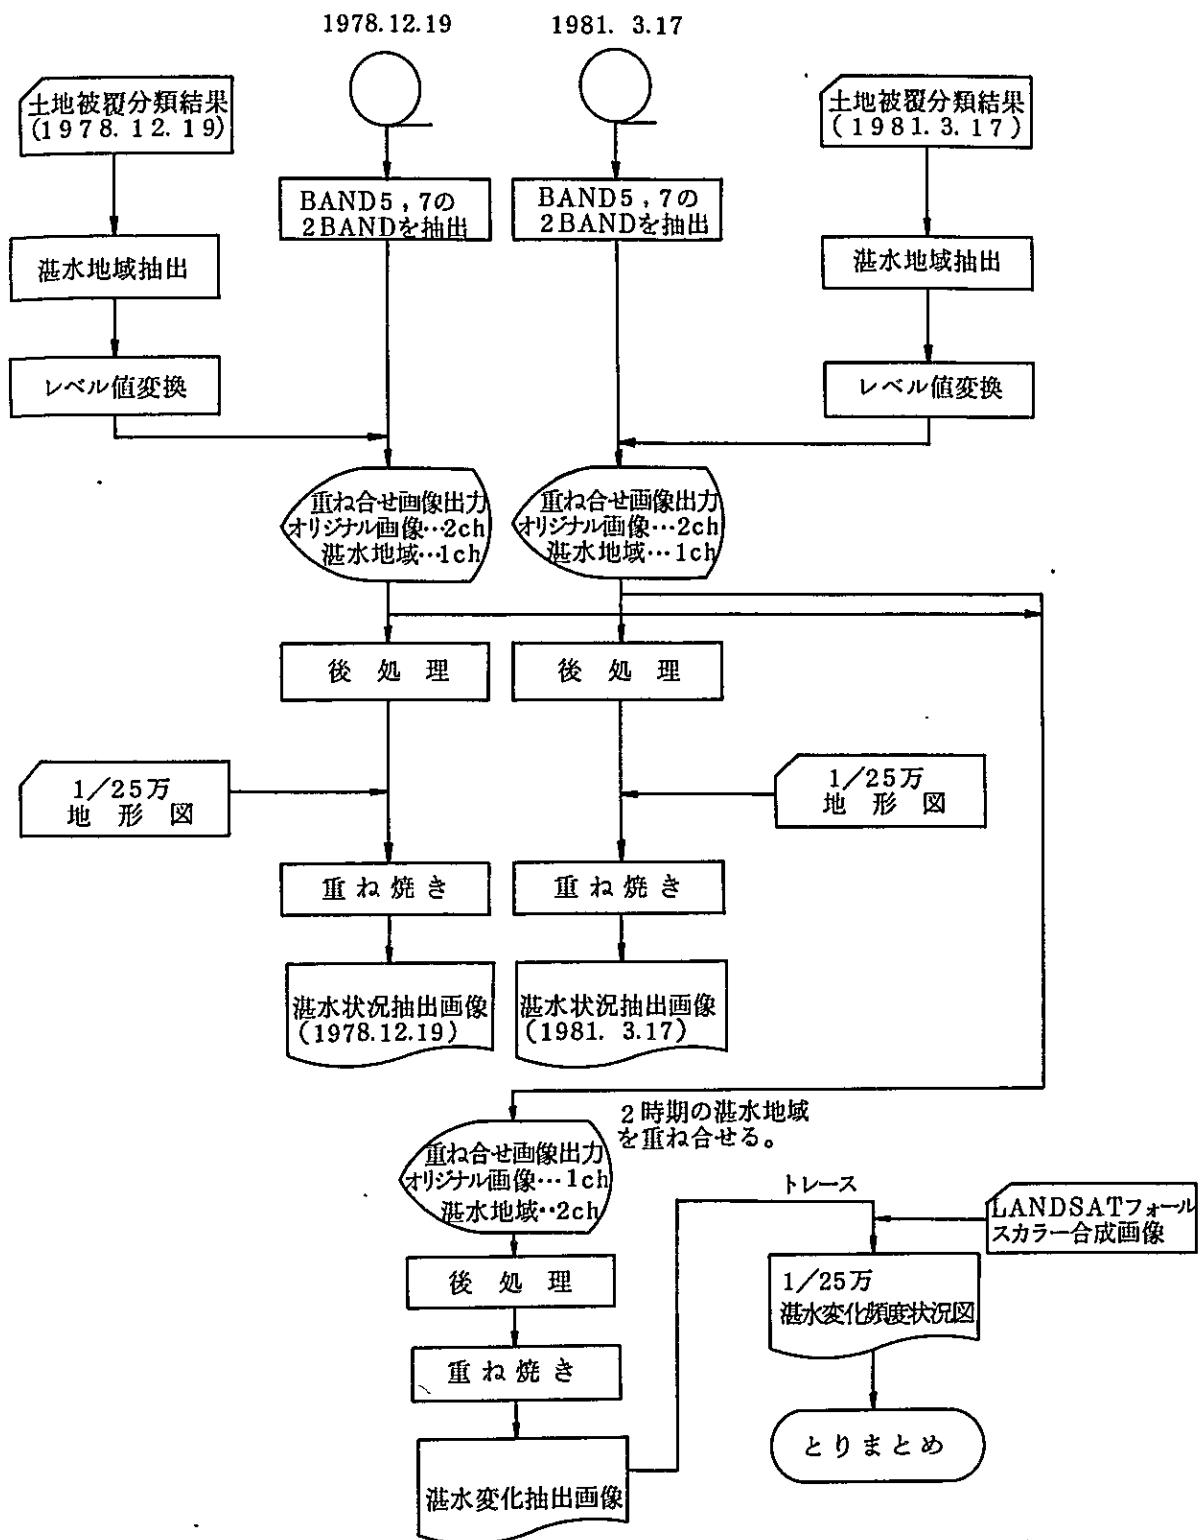 1978.12.19
1981. 3.17
土地被覆分類結果
(1978.12.19)
土地被覆分類結果
(1981.3.17)
BAND5,7の
2BANDを抽出
BAND5,7の
2BANDを抽出
湛水地域抽出
湛水地域抽出
レベル値変換
レベル値変換
重ね合せ画像出力
オリジナル画像…2ch
湛水地域…1ch
重ね合せ画像出力
オリジナル画像…2ch
湛水地域…1ch
後処理
後処理
1/25万
地形図
1/25万
地形図
重ね焼き
重ね焼き
湛水状況抽出画像
(1978.12.19)
湛水状況抽出画像
(1981. 3.17)
2時期の湛水地域
を重ね合せる。
重ね合せ画像出力
オリジナル画像…1ch
湛水地域‥2ch
トレース
LANDSATフォール
スカラー合成画像
後処理
1/25万
湛水変化頻度状況図
重ね焼き
とりまとめ
湛水変化抽出画像